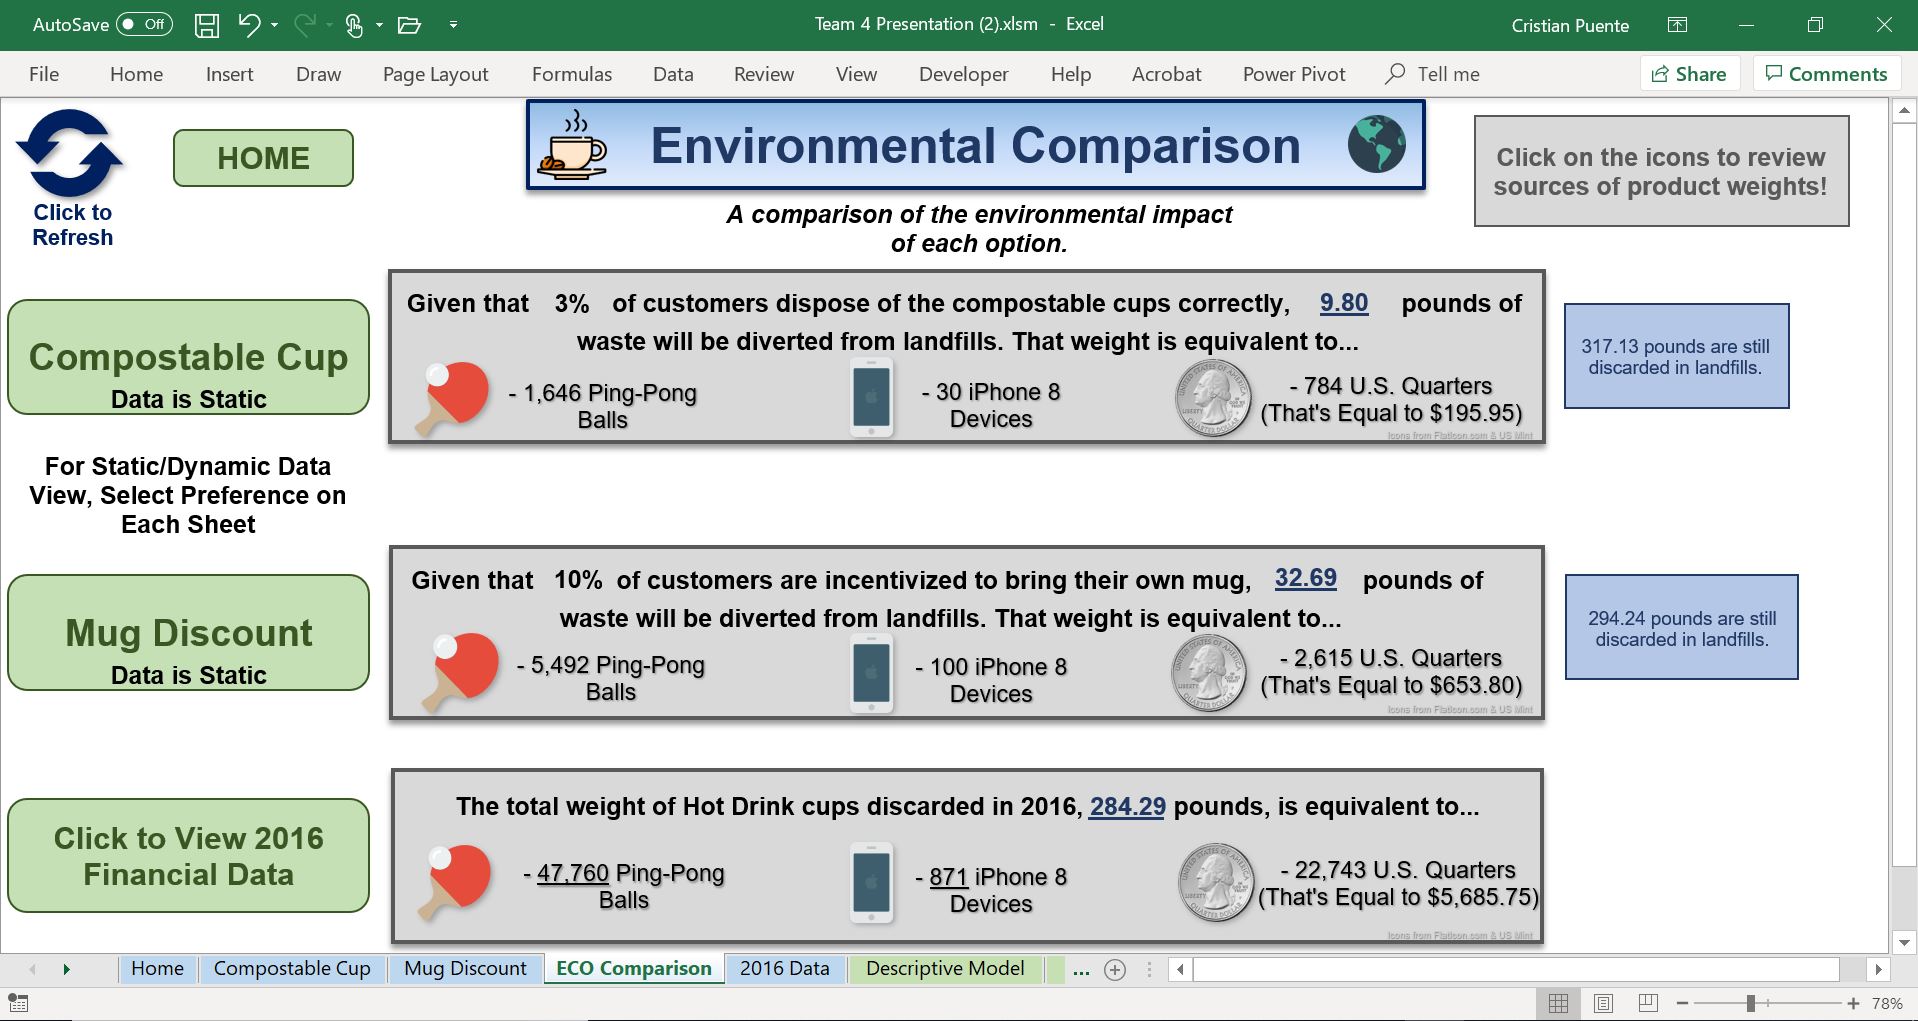 AutoSave Off
Team 4 Presentation (2).xlsm - Excel
Cristian Puente
File Home Insert Draw Page Layout Formulas Data Review View Developer Help Acrobat Power Pivot Tell me Share Comments
Click to
Refresh
HOME
Environmental Comparison
Click on the icons to review
sources of product weights!
A comparison of the environmental impact
of each option.
Compostable Cup
Data is Static
Given that 3% of customers dispose of the compostable cups correctly, 9.80 pounds of
waste will be diverted from landfills. That weight is equivalent to...
- 1,646 Ping-Pong
Balls
- 30 iPhone 8
Devices
- 784 U.S. Quarters
(That's Equal to $195.95)
Icons from Flaticon.com & US Mint
317.13 pounds are still
discarded in landfills.
For Static/Dynamic Data
View, Select Preference on
Each Sheet
Mug Discount
Data is Static
Given that 10% of customers are incentivized to bring their own mug, 32.69 pounds of
waste will be diverted from landfills. That weight is equivalent to...
- 5,492 Ping-Pong
Balls
- 100 iPhone 8
Devices
- 2,615 U.S. Quarters
(That's Equal to $653.80)
Icons from Flaticon.com & US Mint
294.24 pounds are still
discarded in landfills.
Click to View 2016
Financial Data
The total weight of Hot Drink cups discarded in 2016, 284.29 pounds, is equivalent to...
- 47,760 Ping-Pong
Balls
- 871 iPhone 8
Devices
- 22,743 U.S. Quarters
(That's Equal to $5,685.75)
Icons from Flaticon.com & US Mint
Home Compostable Cup Mug Discount ECO Comparison 2016 Data Descriptive Model ...
78%